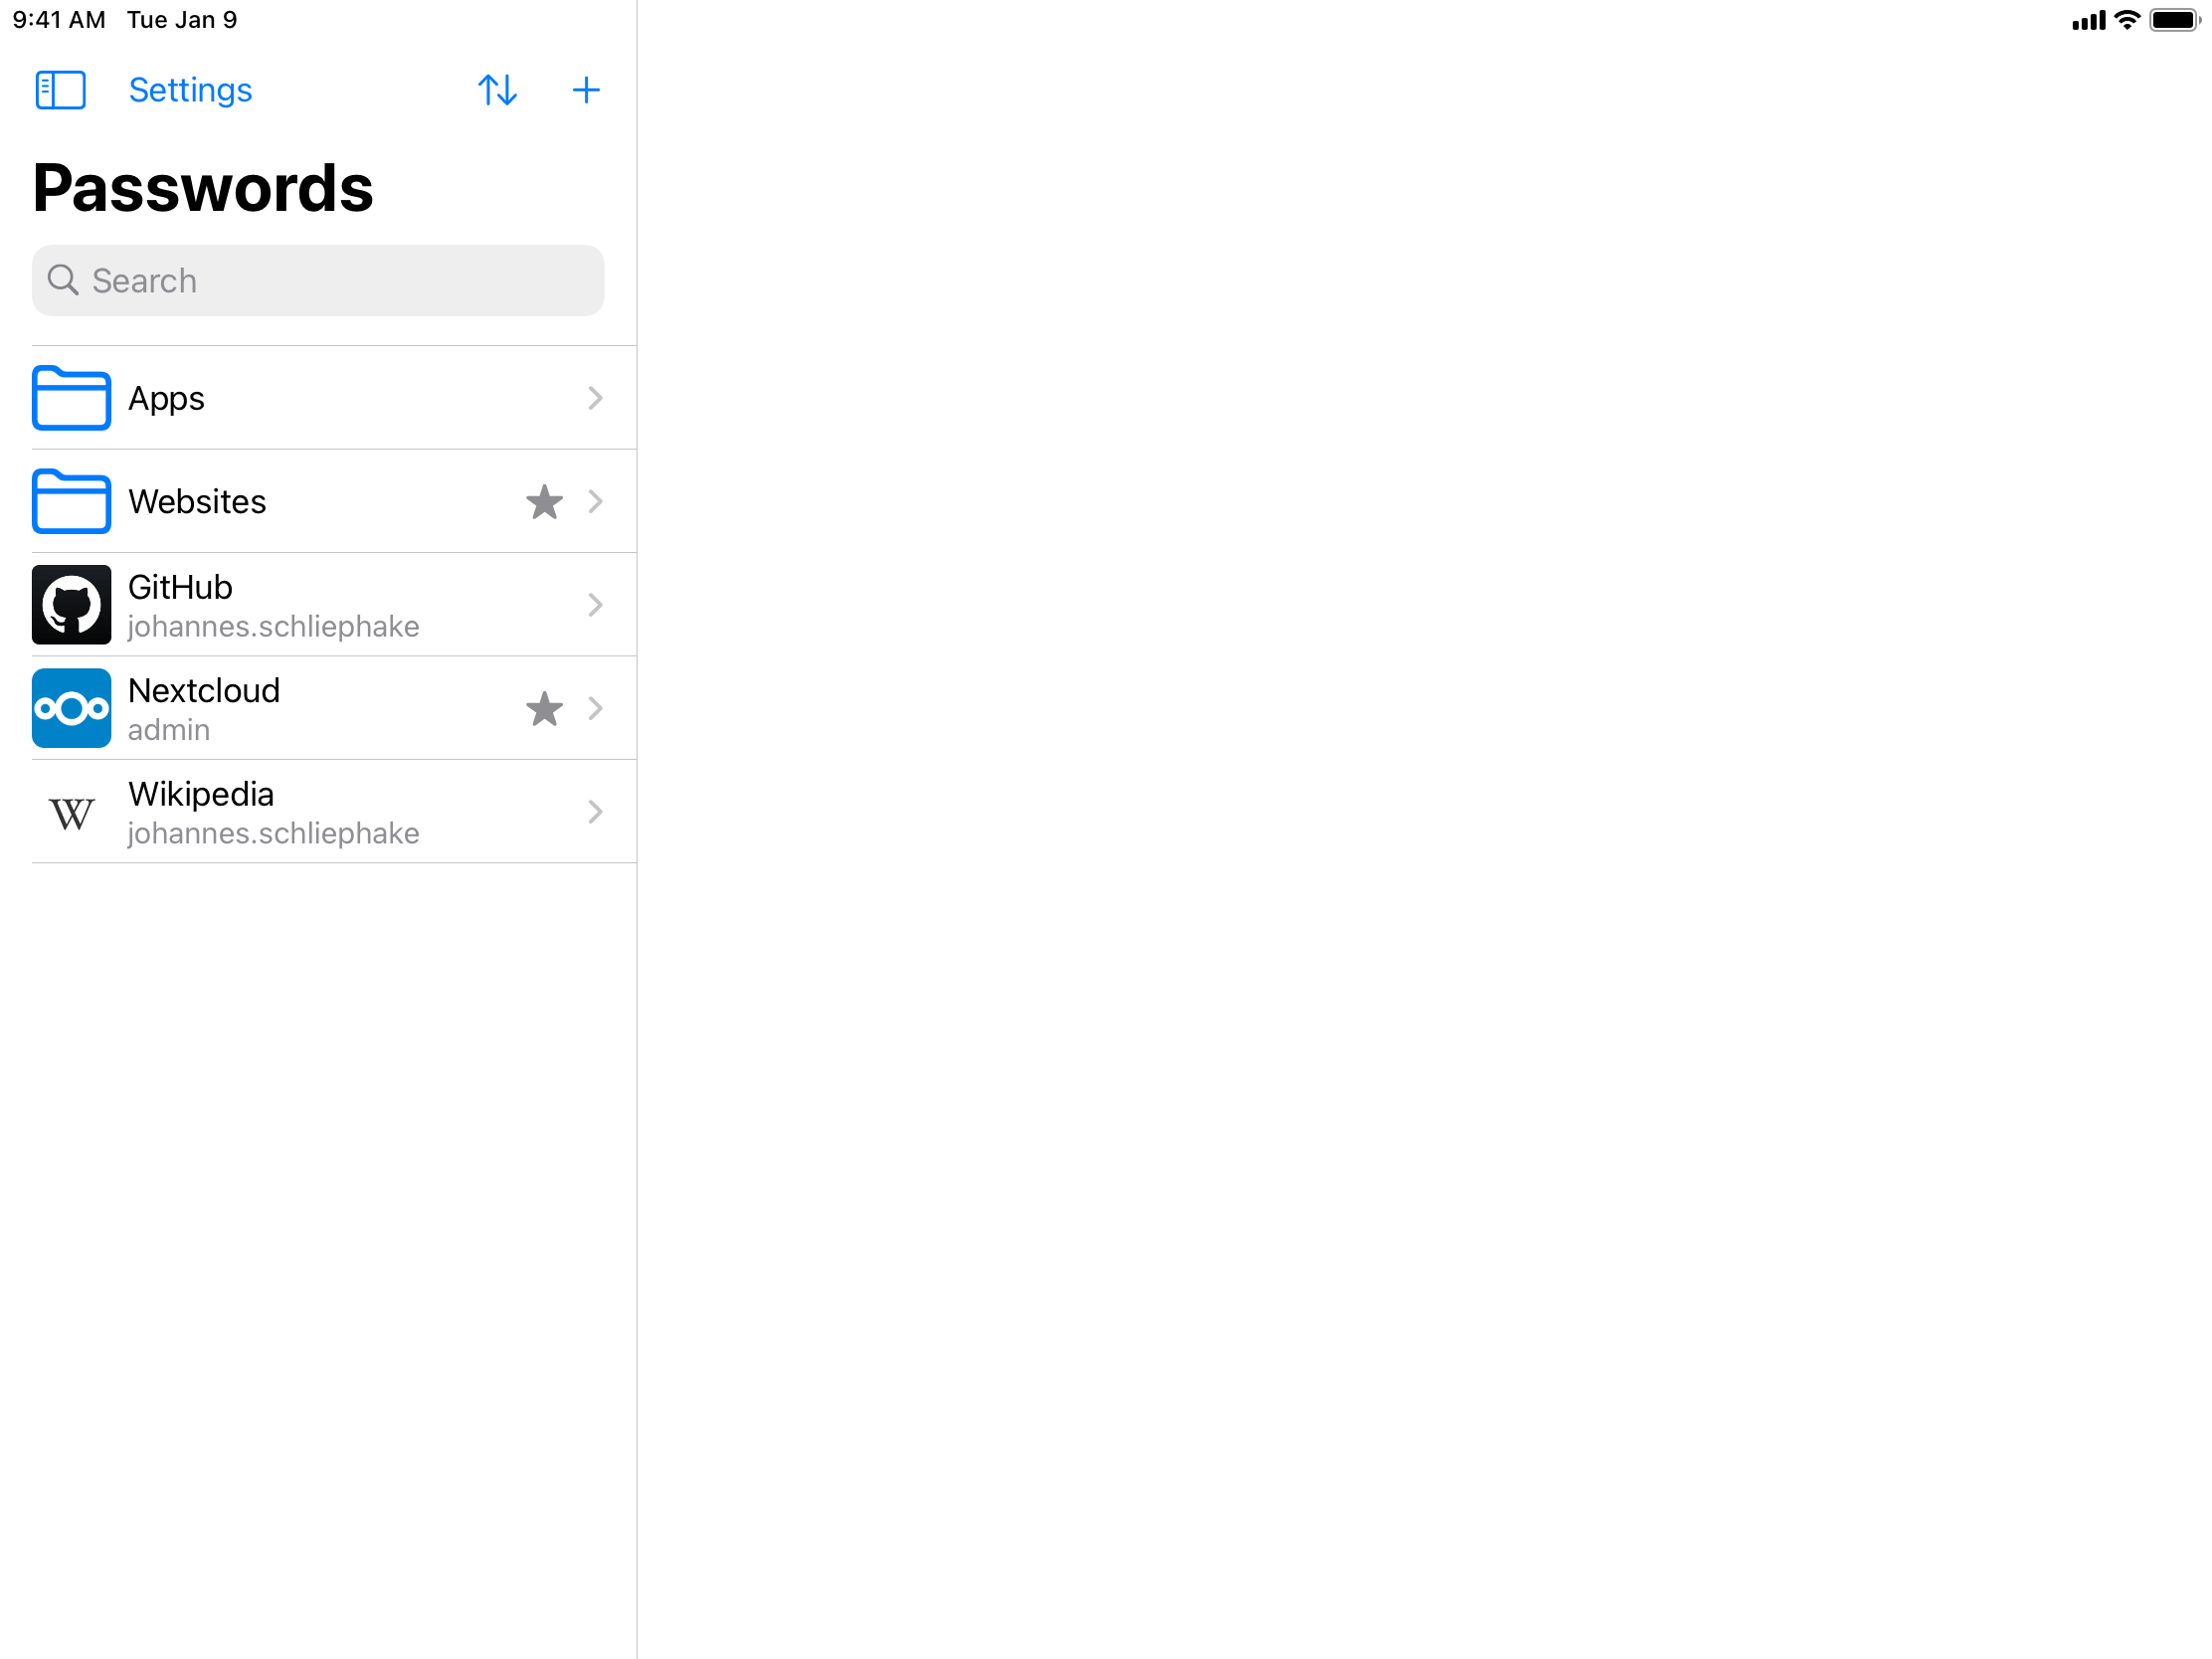 9:41 AM Tue Jan 9
Settings
Passwords
Search
Apps
Websites
GitHub
johannes.schliephake
Nextcloud
admin
W
Wikipedia
johannes.schliephake